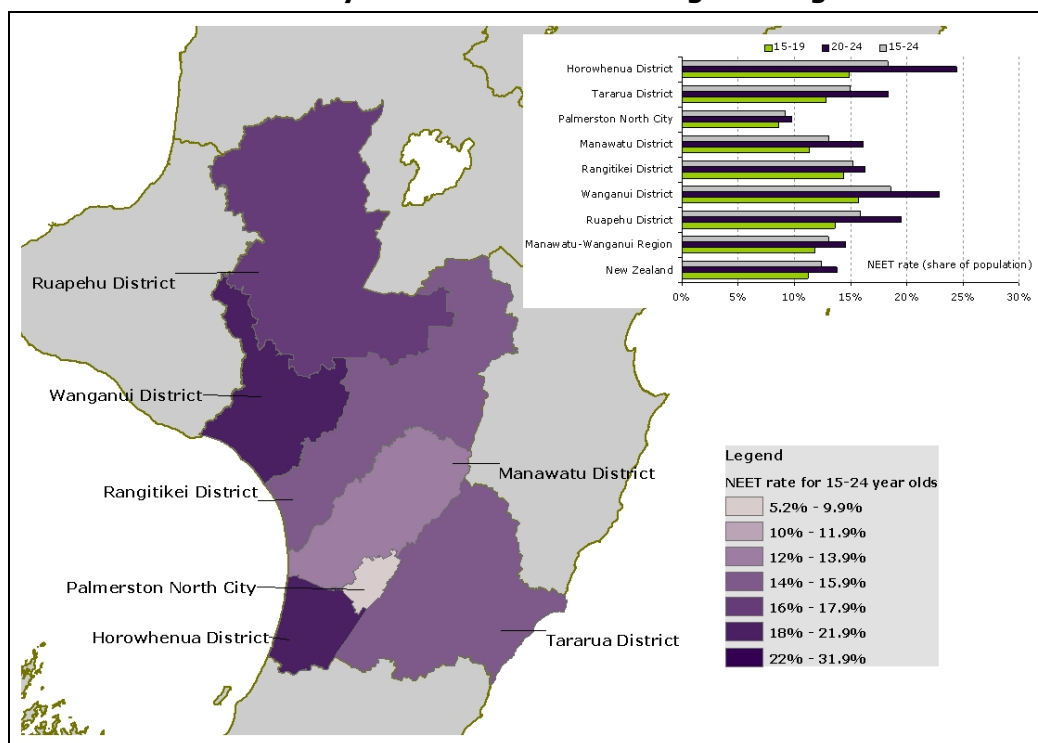 15-19 20-24 15-24
Horowhenua District
Tararua District
Palmerston North City
Manawatu District
Rangitikei District
Wanganui District
Ruapehu District
Manawatu-Wanganui Region
New Zealand
NEET rate (share of population)
0% 5% 10% 15% 20% 25% 30%
Ruapehu District
Wanganui District
Rangitikei District
Manawatu District
Palmerston North City
Horowhenua District
Tararua District
Legend
NEET rate for 15-24 year olds
5.2% - 9.9%
10% - 11.9%
12% - 13.9%
14% - 15.9%
16% - 17.9%
18% - 21.9%
22% - 31.9%